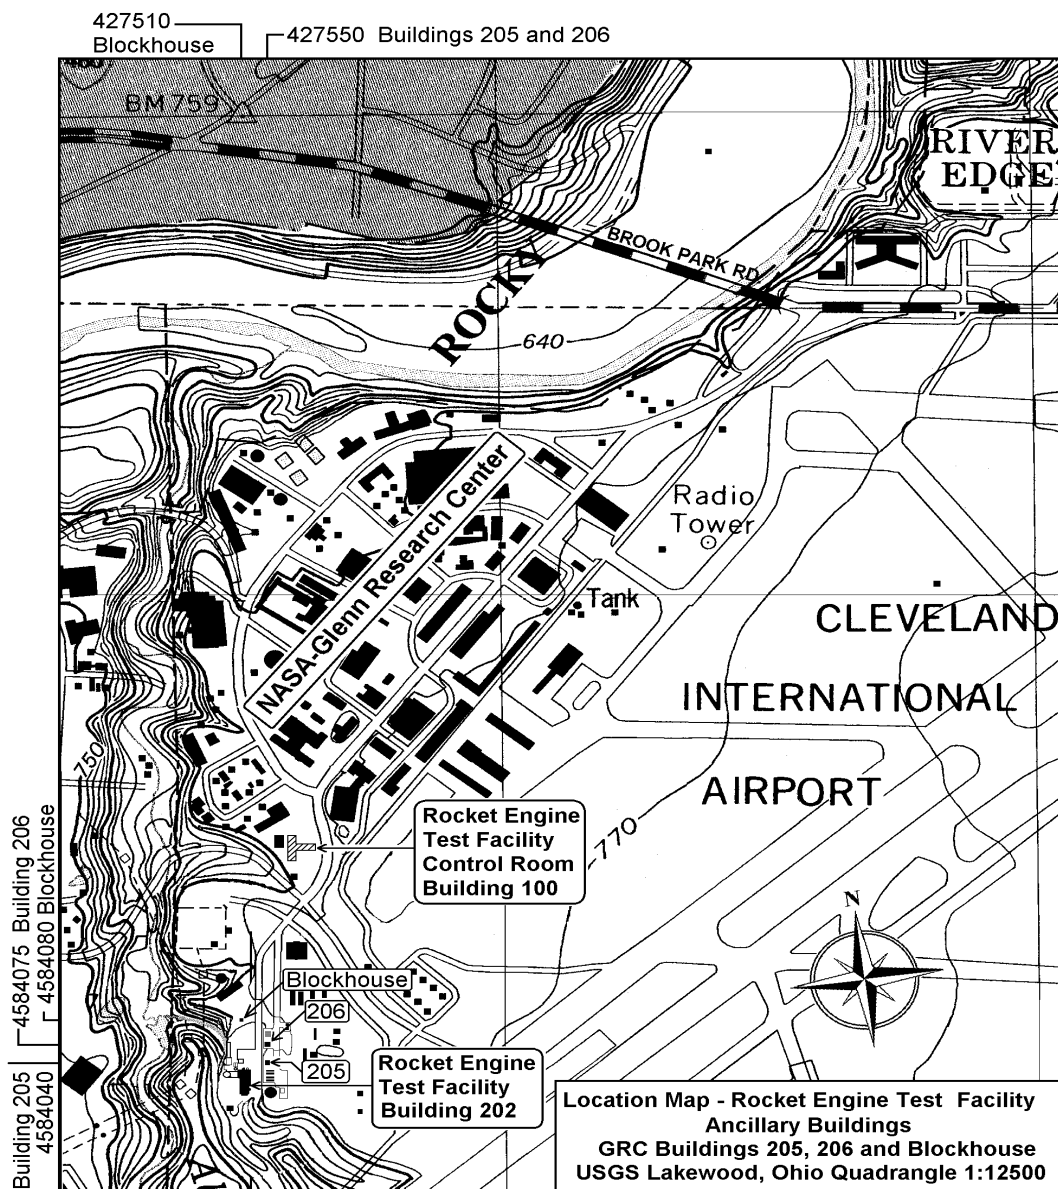 427510
Blockhouse
427550 Buildings 205 and 206
BM 759
RIVER
EDGE
BROOK PARK RD
ROCKY
640
NASA-Glenn Research Center
Radio
Tower
Tank
CLEVELAND
INTERNATIONAL
AIRPORT
750
770
Rocket Engine
Test Facility
Control Room
Building 100
N
4584075 Building 206
4584080 Blockhouse
Blockhouse
206
205
Rocket Engine
Test Facility
Building 202
Building 205
4584040
Location Map - Rocket Engine Test Facility
Ancillary Buildings
GRC Buildings 205, 206 and Blockhouse
USGS Lakewood, Ohio Quadrangle 1:12500